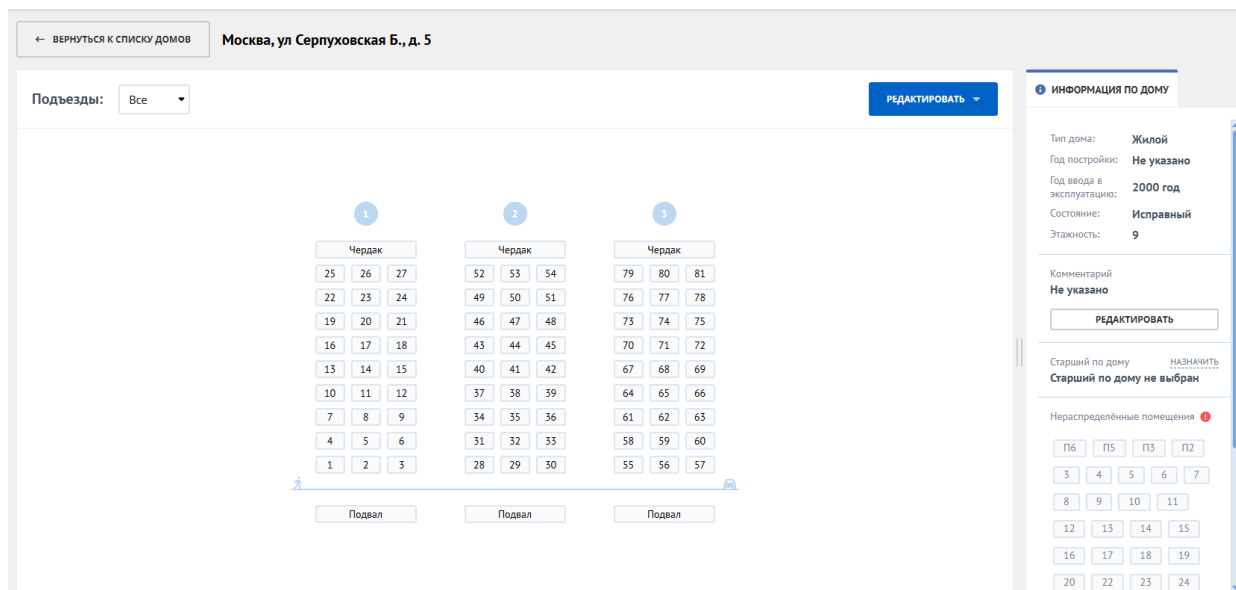 ← ВЕРНУТЬСЯ К СПИСКУ ДОМОВ
Москва, ул Серпуховская Б., д. 5
Подъезды: Все
РЕДАКТИРОВАТЬ
1 2 3
Чердак Чердак Чердак
25 26 27 52 53 54 79 80 81
22 23 24 49 50 51 76 77 78
19 20 21 46 47 48 73 74 75
16 17 18 43 44 45 70 71 72
13 14 15 40 41 42 67 68 69
10 11 12 37 38 39 64 65 66
7 8 9 34 35 36 61 62 63
4 5 6 31 32 33 58 59 60
1 2 3 28 29 30 55 56 57
Подвал Подвал Подвал
ИНФОРМАЦИЯ ПО ДОМУ
Тип дома: Жилой
Год постройки: Не указано
Год ввода в
эксплуатацию: 2000 год
Состояние: Исправный
Этажность: 9
Комментарий
Не указано
РЕДАКТИРОВАТЬ
Старший по дому НАЗНАЧИТЬ
Старший по дому не выбран
Нераспределённые помещения
П6 П5 П3 П2
3 4 5 6 7
8 9 10 11
12 13 14 15
16 17 18 19
20 22 23 24